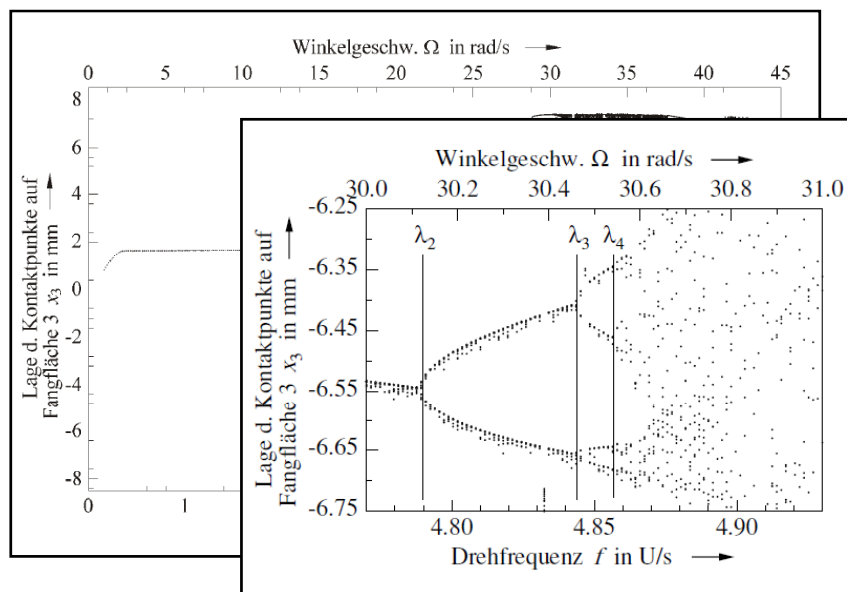 Winkelgeschw. Ω in rad/s
0 5 10 15 20 25 30 35 40 45
Lage d. Kontaktpunkte auf
Fangfläche 3 x₃ in mm
8
6
4
2
0
-2
-4
-6
-8
0 1
Winkelgeschw. Ω in rad/s
30.0 30.2 30.4 30.6 30.8 31.0
Lage d. Kontaktpunkte auf
Fangfläche 3 x₃ in mm
-6.25
-6.35
-6.45
-6.55
-6.65
-6.75
λ₂ λ₃ λ₄
4.80 4.85 4.90
Drehfrequenz f in U/s